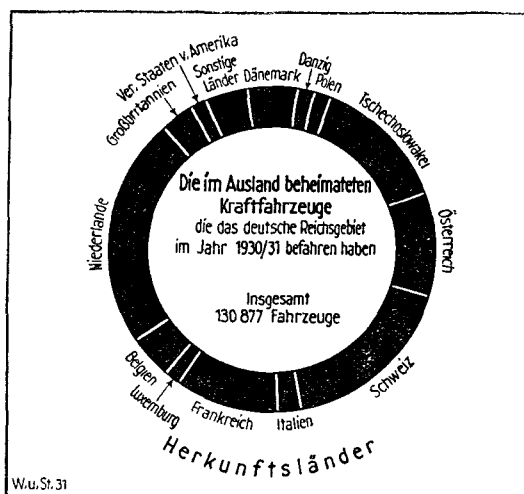 Ver. Staaten v. Amerika
Großbritannien
Sonstige
Länder
Dänemark
Danzig
Polen
Tschechoslowakei
Österreich
Schweiz
Italien
Frankreich
Luxemburg
Belgien
Niederlande
Die im Ausland beheimateten
Kraftfahrzeuge
die das deutsche Reichsgebiet
im Jahr 1930/31 befahren haben
Insgesamt
130 877 Fahrzeuge
Herkunftsländer
W.u.St.31